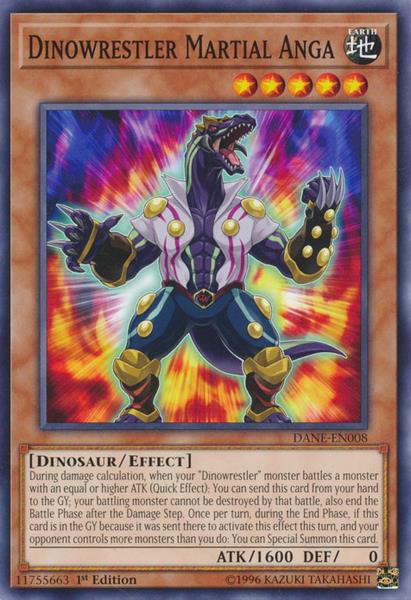 DINOWRESTLER MARTIAL ANGA
EARTH
地
DANE-EN008
[DINOSAUR/EFFECT]
During damage calculation, when your "Dinowrestler" monster battles a monster
with an equal or higher ATK (Quick Effect): You can send this card from your hand
to the GY; your battling monster cannot be destroyed by that battle, also end the
Battle Phase after the Damage Step. Once per turn, during the End Phase, if this
card is in the GY because it was sent there to activate this effect this turn, and your
opponent controls more monsters than you do: You can Special Summon this card.
ATK/1600 DEF/ 0
11755663 1st Edition ©1996 KAZUKI TAKAHASHI